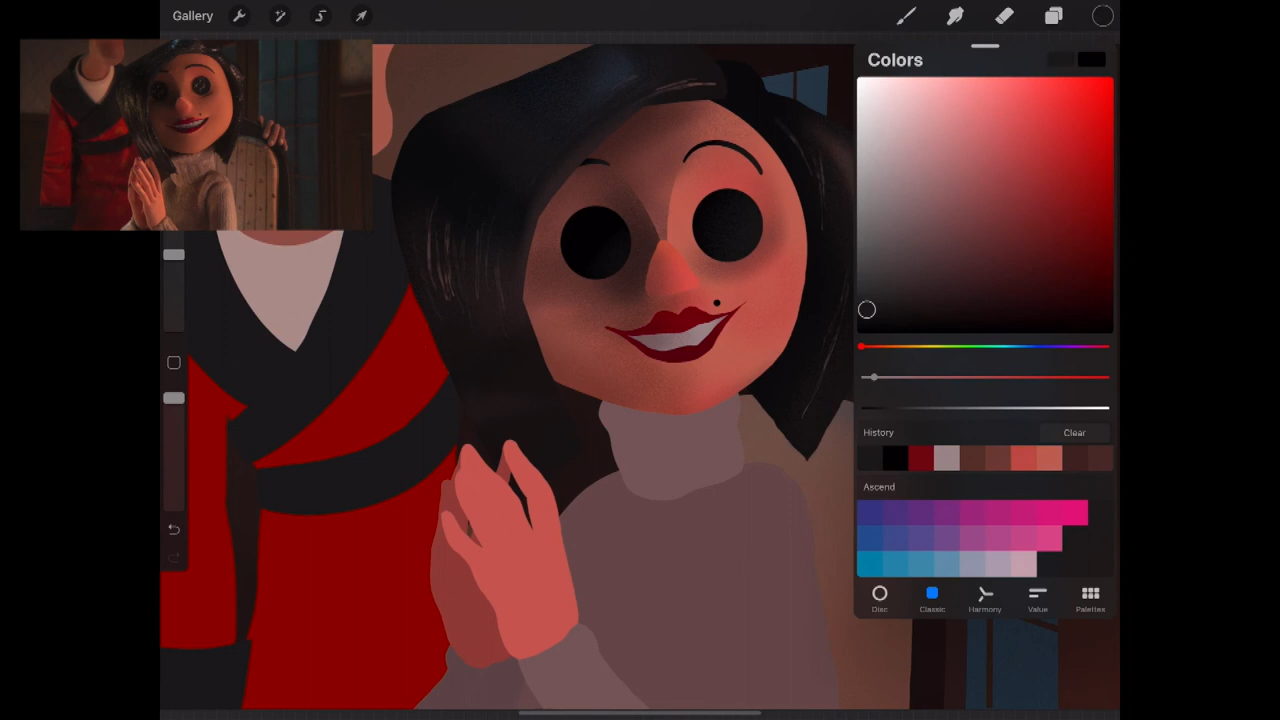 Gallery
Colors
History
Clear
Ascend
Disc
Classic
Harmony
Value
Palettes